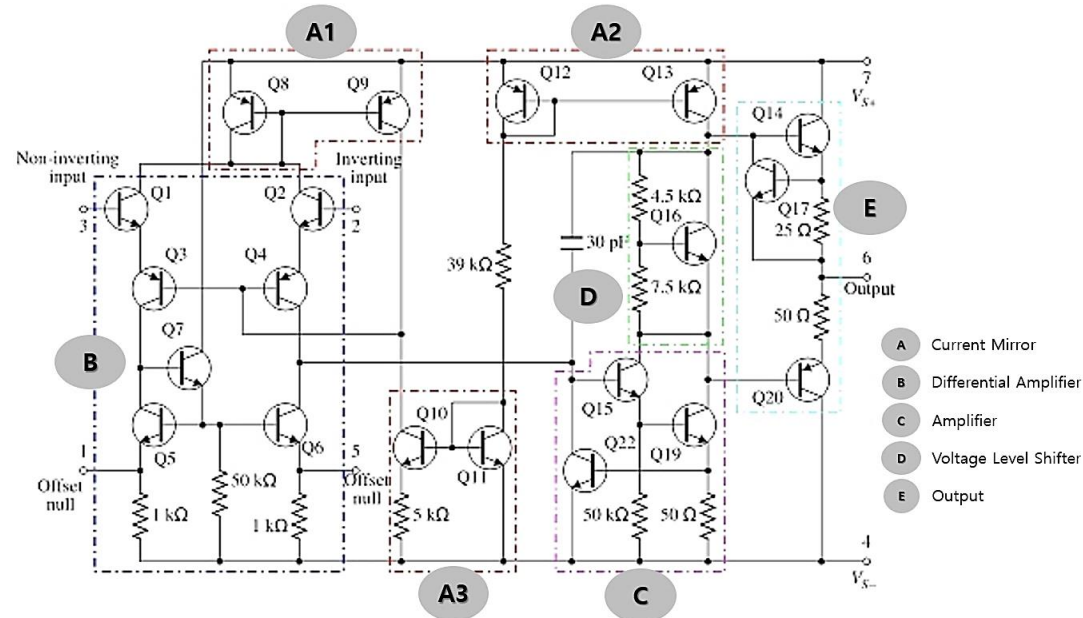 A1
A2
Q8
Q9
Q12
Q13
7
VS+
Q14
Non-inverting
input
Inverting
input
Q1
Q2
3
2
4.5 kΩ
Q16
Q17
25 Ω
E
Q3
Q4
39 kΩ
30 pF
7.5 kΩ
D
6
Output
50 Ω
Q7
B
Q15
Q20
Q10
Q11
Q22
Q19
1
Q5
Q6
5
Offset
null
Offset
null
50 kΩ
1 kΩ
1 kΩ
5 kΩ
50 kΩ
50 Ω
4
VS−
A3
C
A Current Mirror
B Differential Amplifier
C Amplifier
D Voltage Level Shifter
E Output